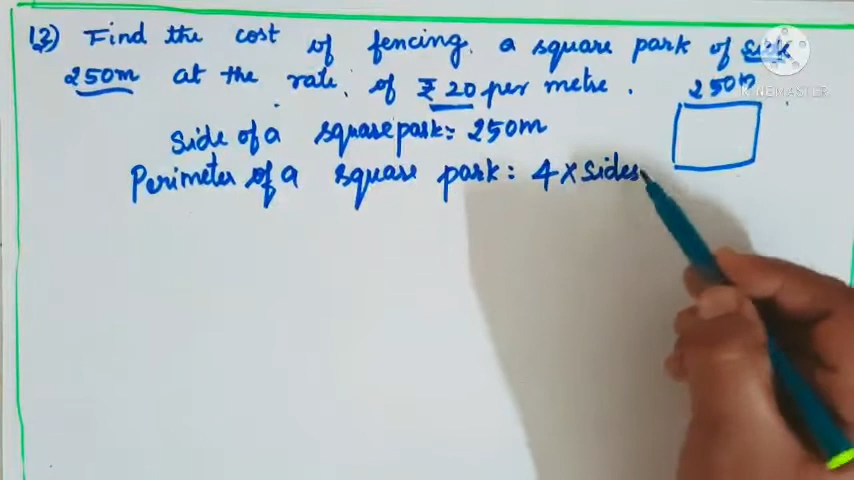 13) Find the cost of fencing a square park of side
250m at the rate of ₹ 20 per metre.
250m
KINEMASTER
Side of a square park: 250m
Perimeter of a square park: 4 x sides